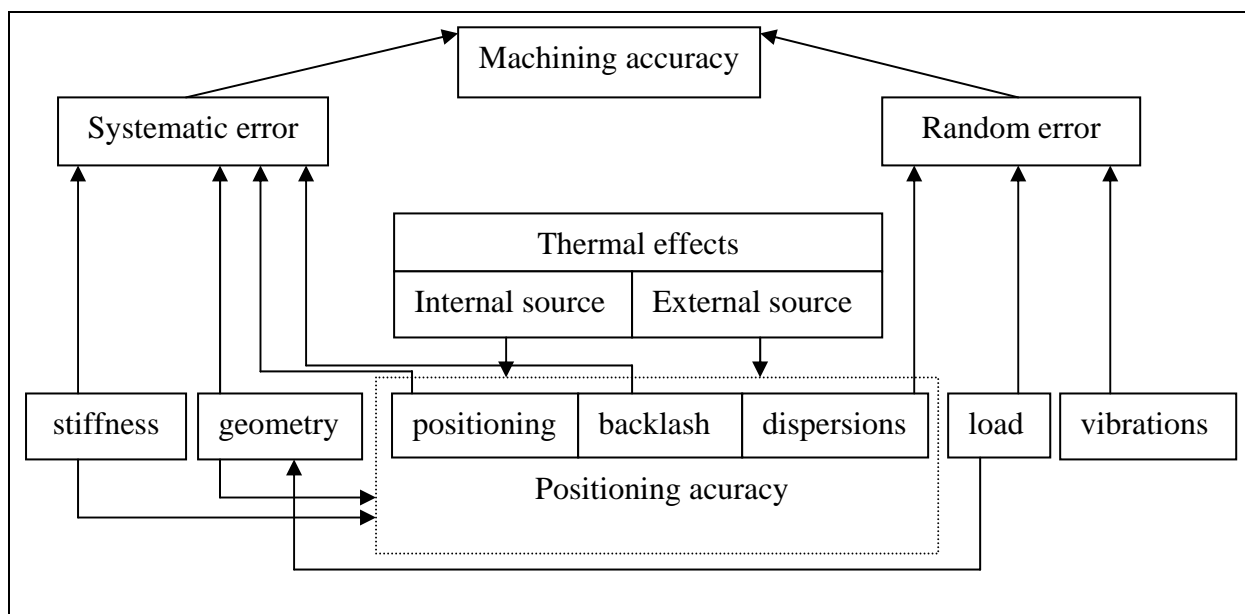 Machining accuracy
Systematic error
Random error
Thermal effects
Internal source
External source
stiffness
geometry
positioning
backlash
dispersions
load
vibrations
Positioning acuracy